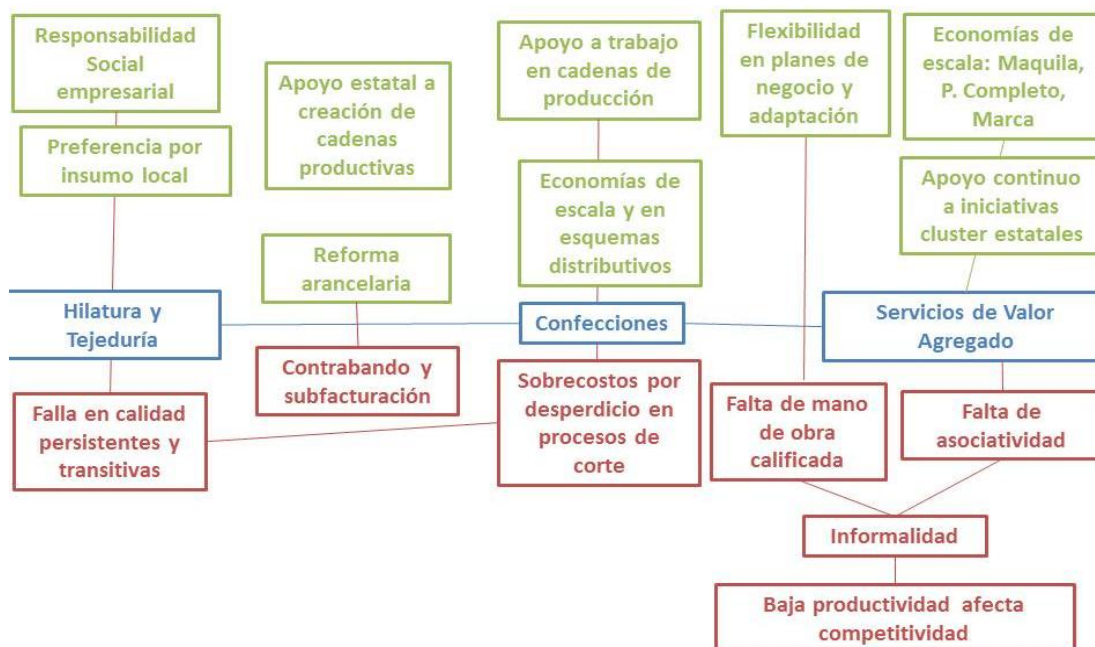 Responsabilidad
Social
empresarial
Preferencia por
insumo local
Apoyo estatal a
creación de
cadenas
productivas
Reforma
arancelaria
Apoyo a trabajo
en cadenas de
producción
Economías de
escala y en
esquemas
distributivos
Flexibilidad
en planes de
negocio y
adaptación
Economías de
escala: Maquila,
P. Completo,
Marca
Apoyo continuo
a iniciativas
cluster estatales
Hilatura y
Tejeduría
Confecciones
Servicios de Valor
Agregado
Falla en calidad
persistentes y
transitivas
Contrabando y
subfacturación
Sobrecostos por
desperdicio en
procesos de
corte
Falta de mano
de obra
calificada
Falta de
asociatividad
Informalidad
Baja productividad afecta
competitividad